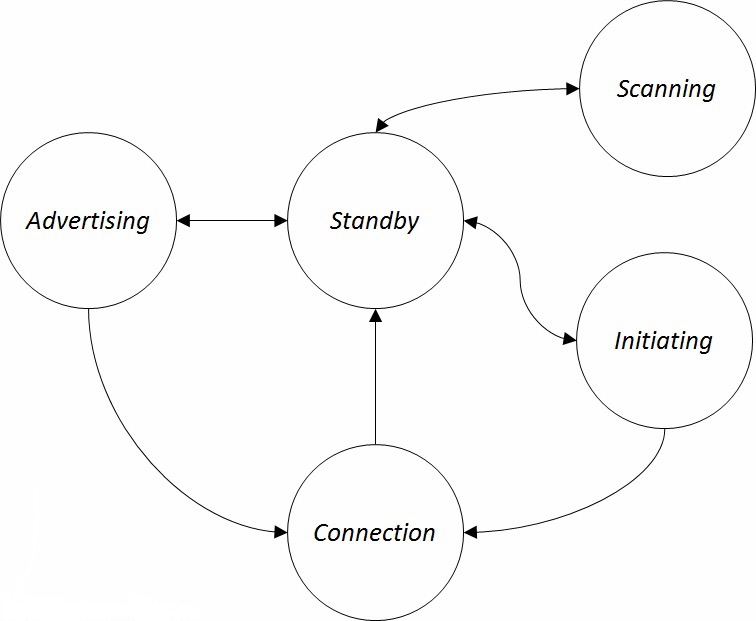 Scanning
Advertising
Standby
Initiating
Connection